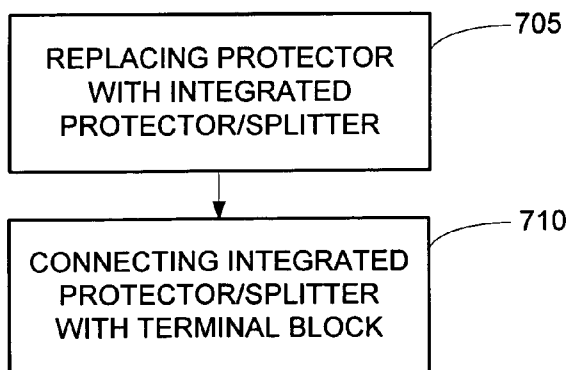 705
REPLACING PROTECTOR
WITH INTEGRATED
PROTECTOR/SPLITTER
710
CONNECTING INTEGRATED
PROTECTOR/SPLITTER
WITH TERMINAL BLOCK